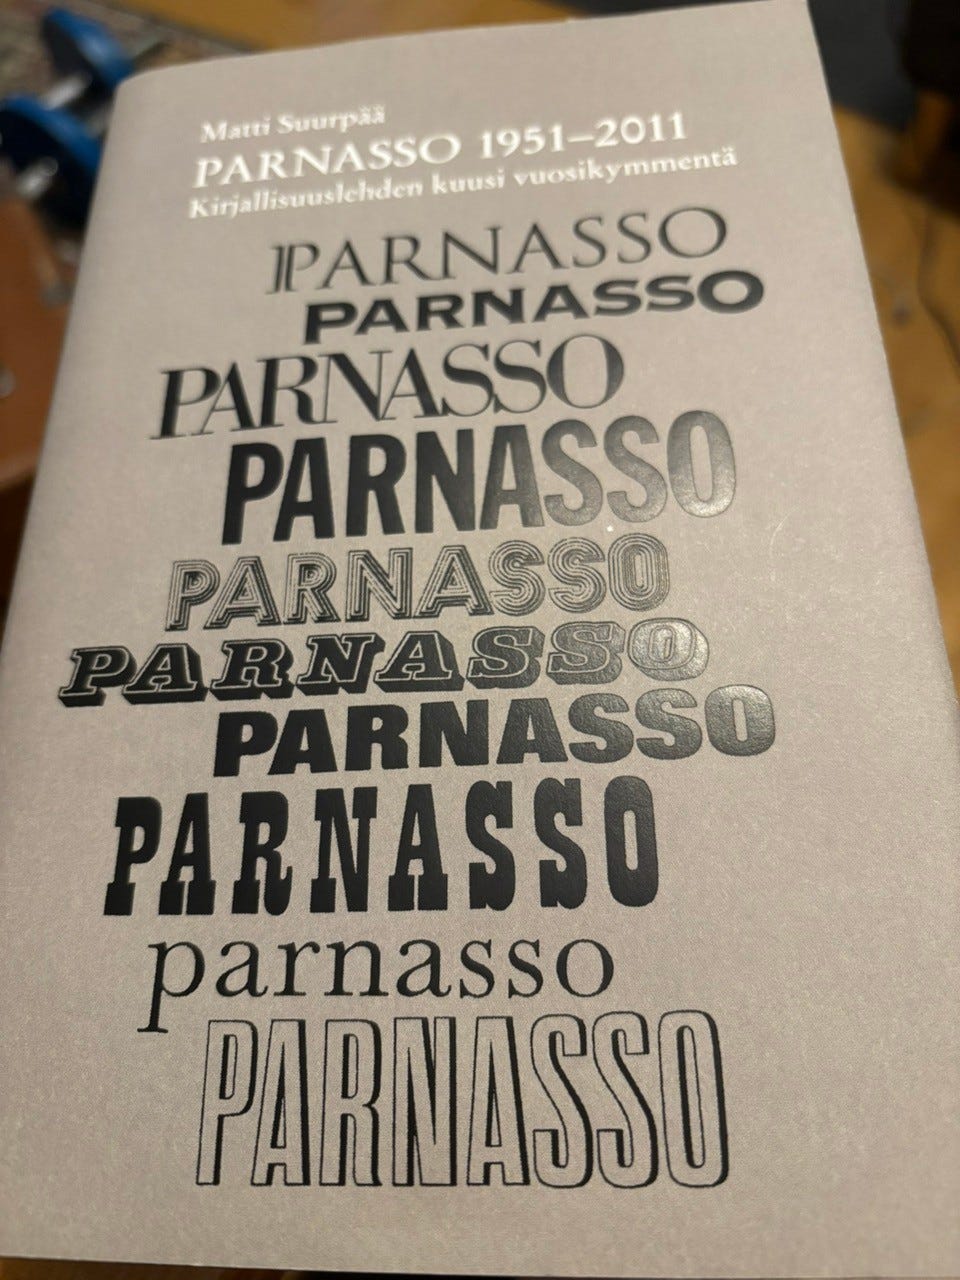 Matti Suurpää
PARNASSO 1951–2011
Kirjallisuuslehden kuusi vuosikymmentä
PARNASSO
PARNASSO
PARNASSO
PARNASSO
PARNASSO
PARNASSO
PARNASSO
PARNASSO
parnasso
PARNASSO